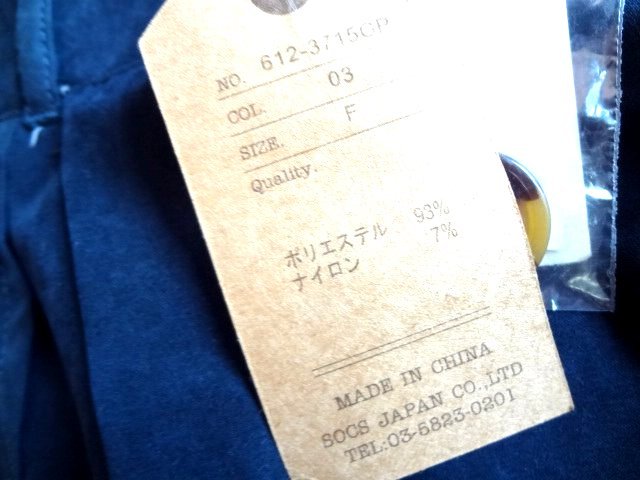 NO. 612-3715GP
COL. 03
SIZE. F
Quality.
ポリエステル 93%
ナイロン 7%
MADE IN CHINA
SOCS JAPAN CO.,LTD
TEL:03-5823-0201